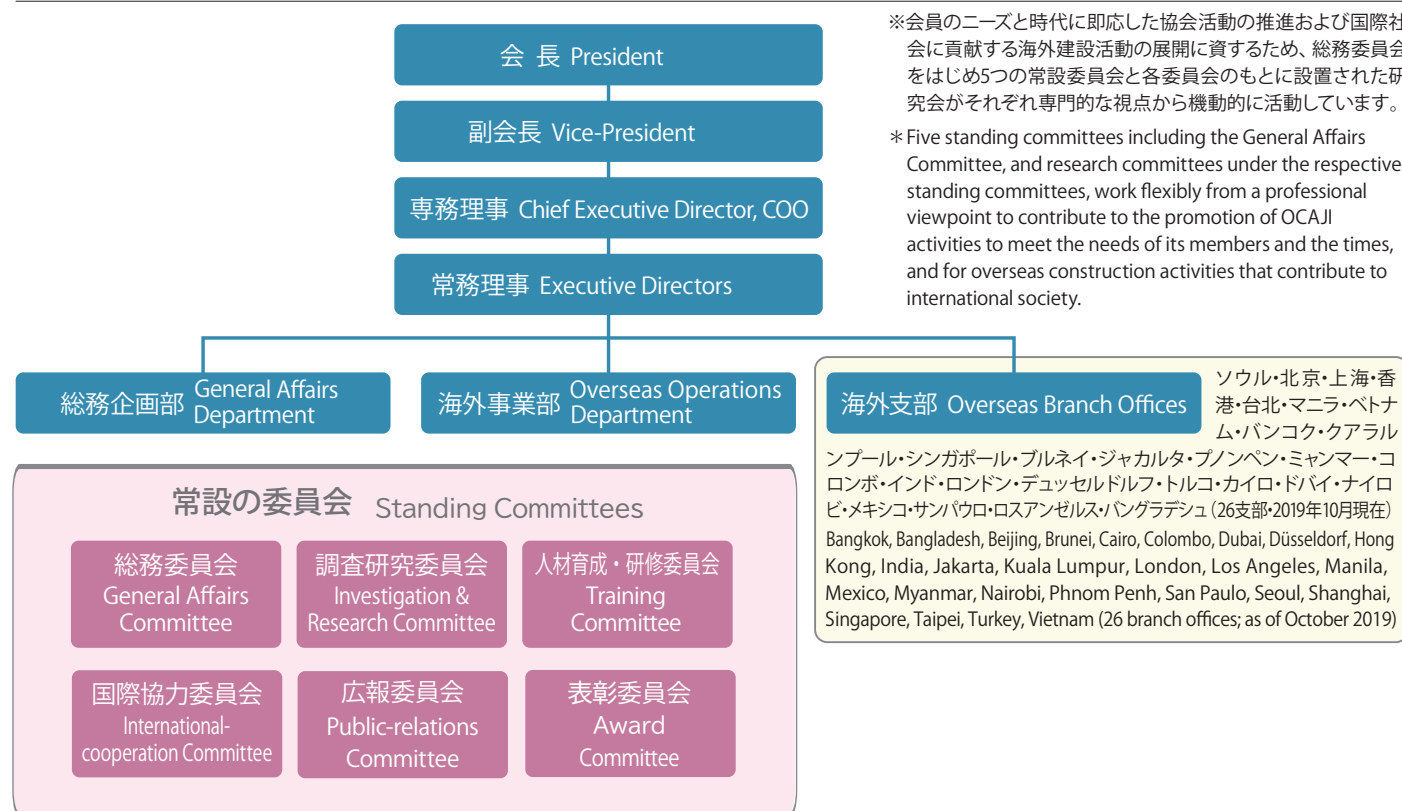 会 長 President
副会長 Vice-President
専務理事 Chief Executive Director, COO
常務理事 Executive Directors
※会員のニーズと時代に即応した協会活動の推進および国際社
会に貢献する海外建設活動の展開に資するため、総務委員会
をはじめ5つの常設委員会と各委員会のもとに設置された研
究会がそれぞれ専門的な視点から機動的に活動しています。
＊Five standing committees including the General Affairs
Committee, and research committees under the respective
standing committees, work flexibly from a professional
viewpoint to contribute to the promotion of OCAJI
activities to meet the needs of its members and the times,
and for overseas construction activities that contribute to
international society.
総務企画部 General Affairs
Department
海外事業部 Overseas Operations
Department
海外支部 Overseas Branch Offices
ソウル・北京・上海・香
港・台北・マニラ・ベトナ
ム・バンコク・クアラル
ンプール・シンガポール・ブルネイ・ジャカルタ・プノンペン・ミャンマー・コ
ロンボ・インド・ロンドン・デュッセルドルフ・トルコ・カイロ・ドバイ・ナイロ
ビ・メキシコ・サンパウロ・ロスアンゼルス・バングラデシュ（26支部・2019年10月現在）
Bangkok, Bangladesh, Beijing, Brunei, Cairo, Colombo, Dubai, Düsseldorf, Hong
Kong, India, Jakarta, Kuala Lumpur, London, Los Angeles, Manila,
Mexico, Myanmar, Nairobi, Phnom Penh, San Paulo, Seoul, Shanghai,
Singapore, Taipei, Turkey, Vietnam (26 branch offices; as of October 2019)
常設の委員会 Standing Committees
総務委員会
General Affairs
Committee
調査研究委員会
Investigation &
Research Committee
人材育成・研修委員会
Training
Committee
国際協力委員会
International-
cooperation Committee
広報委員会
Public-relations
Committee
表彰委員会
Award
Committee